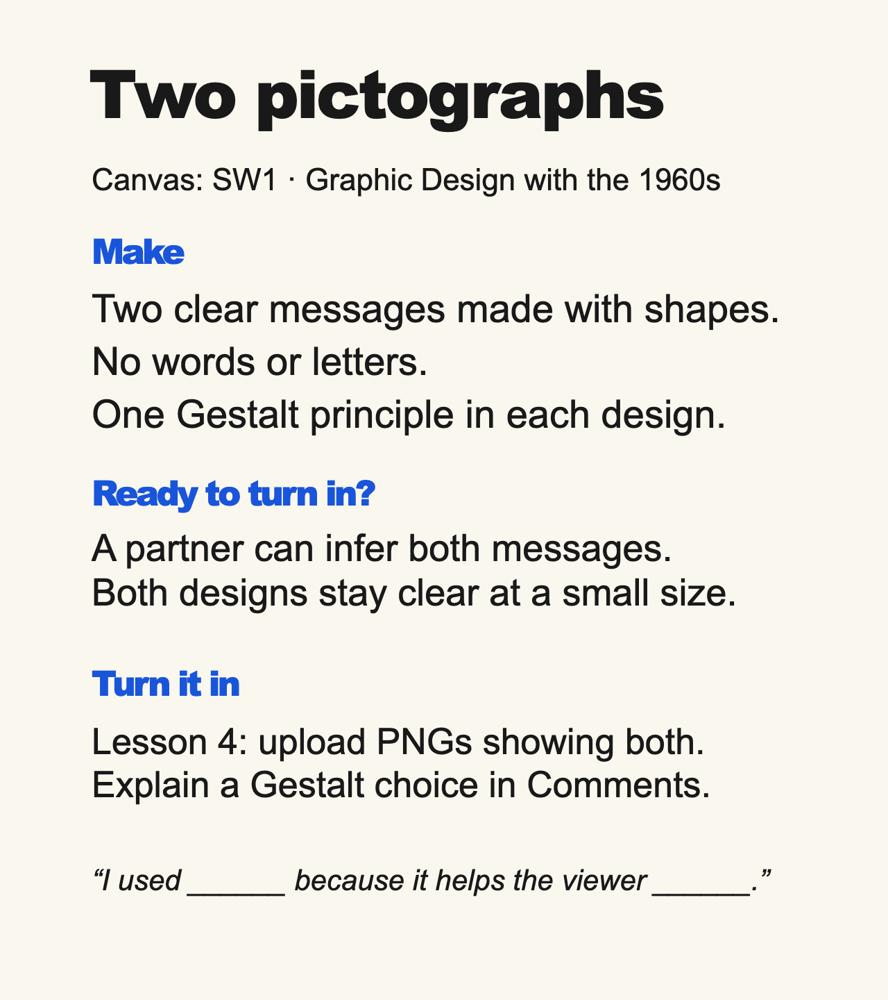 Two pictographs
Canvas: SW1 · Graphic Design with the 1960s
Make
Two clear messages made with shapes.
No words or letters.
One Gestalt principle in each design.
Ready to turn in?
A partner can infer both messages.
Both designs stay clear at a small size.
Turn it in
Lesson 4: upload PNGs showing both.
Explain a Gestalt choice in Comments.
“I used ______ because it helps the viewer ______.”